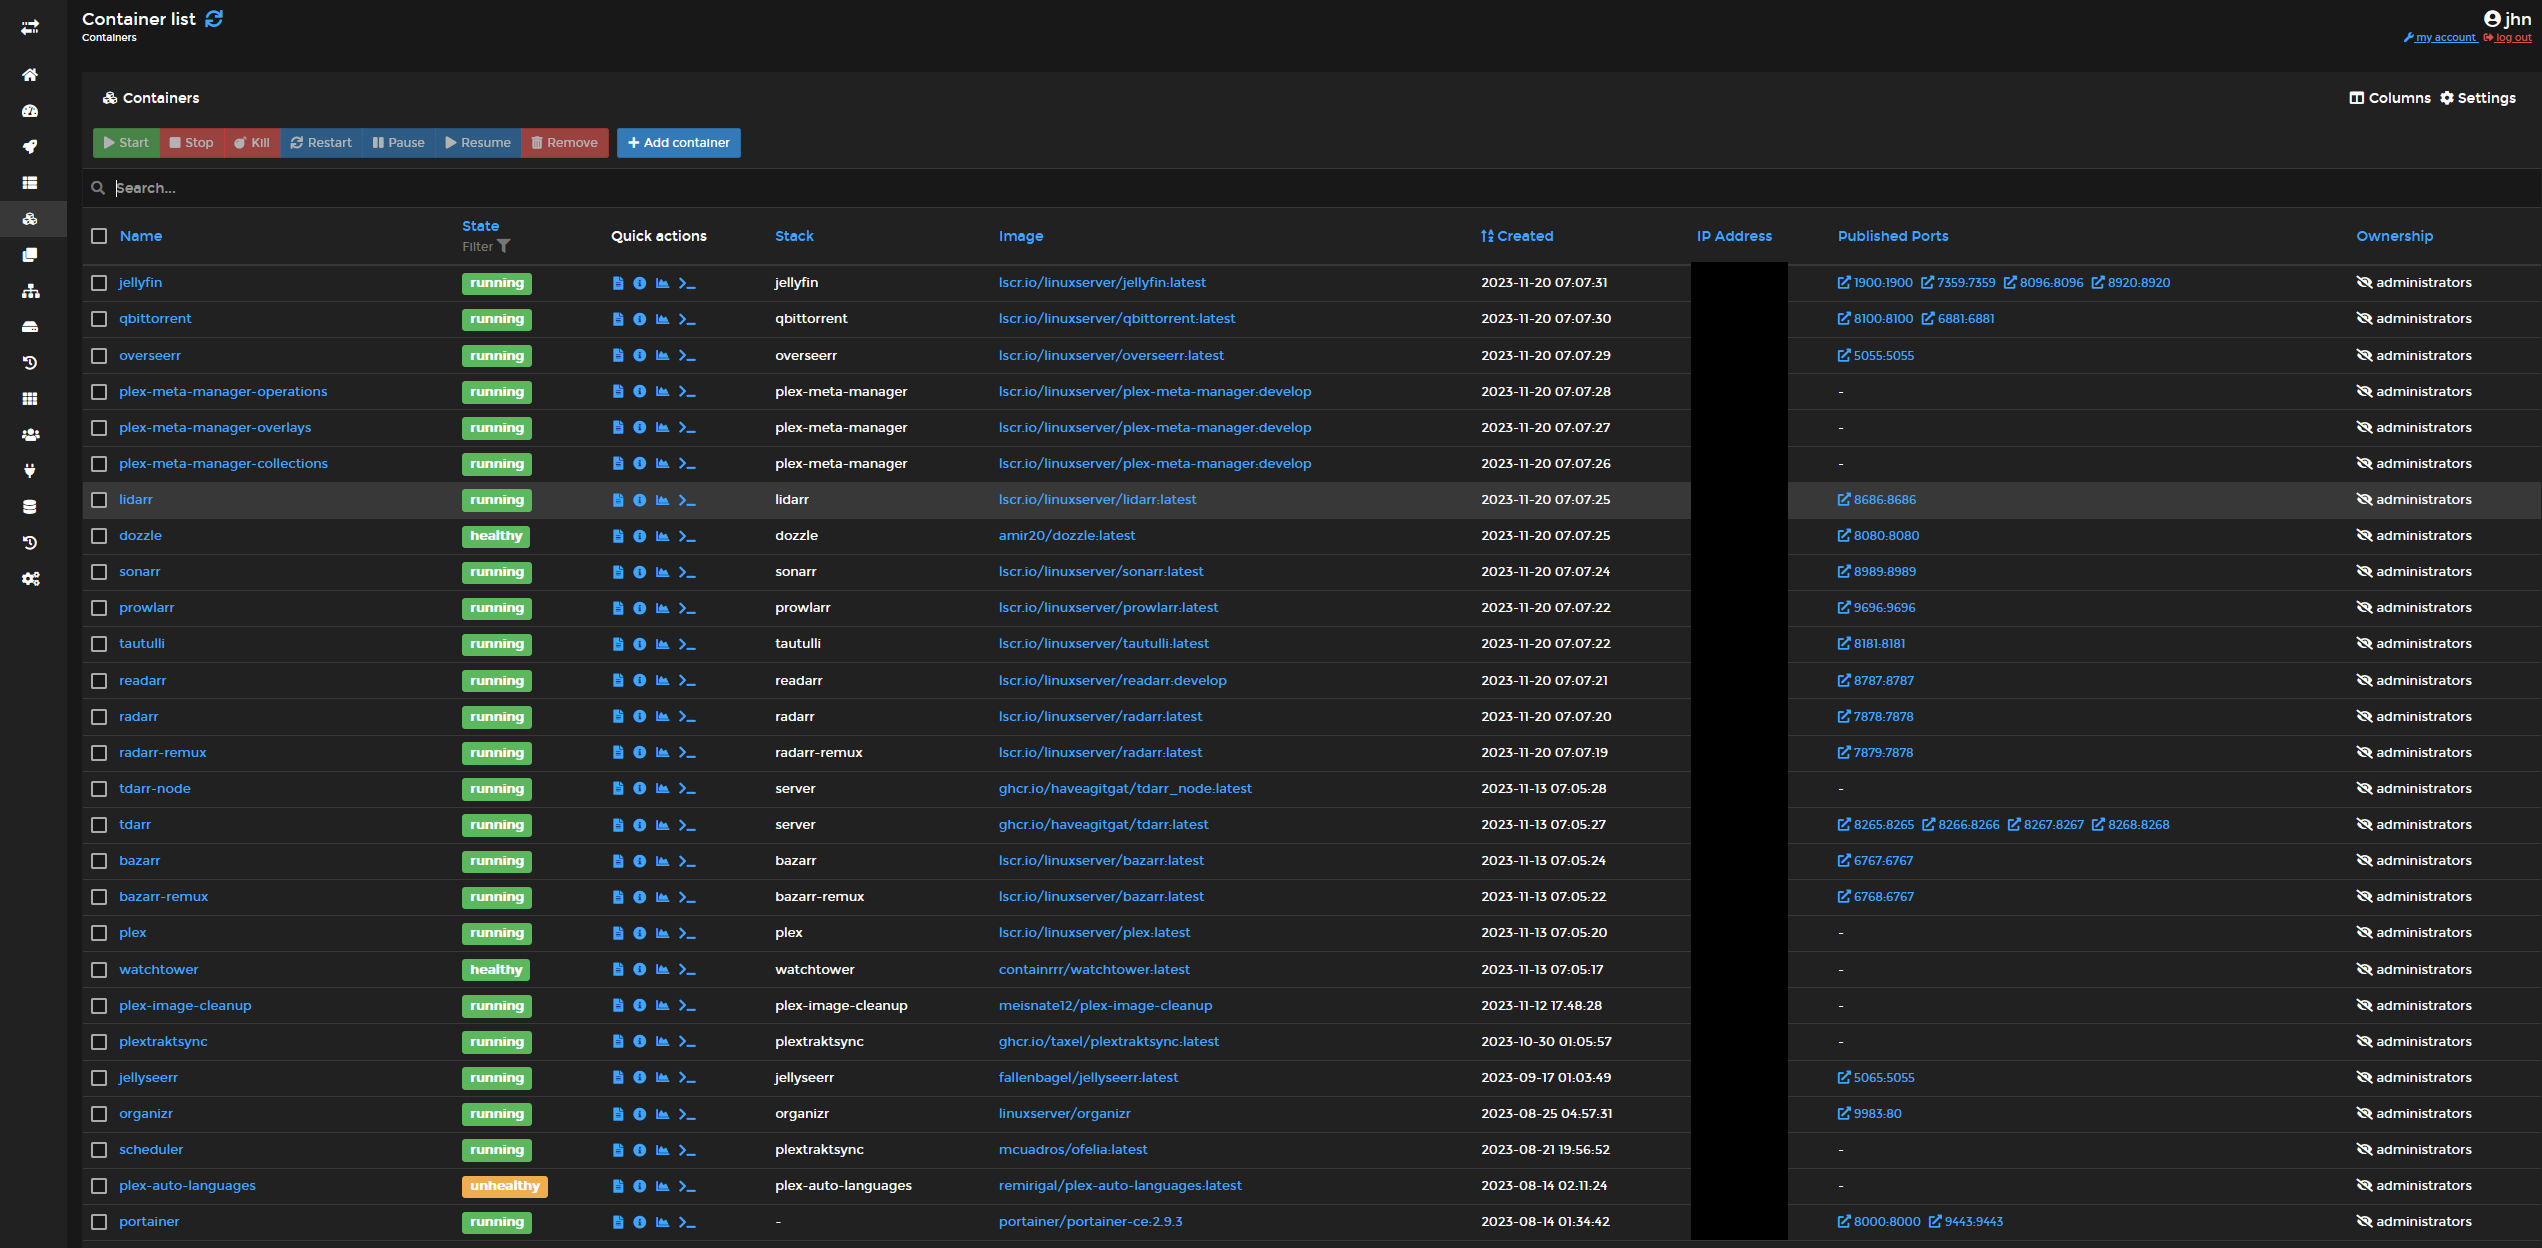 Container list
Containers
jhn
my account log out
Containers
Columns Settings
Start Stop Kill Restart Pause Resume Remove Add container
Search...
Name State Filter Quick actions Stack Image Created IP Address Published Ports Ownership
jellyfin running jellyfin lscr.io/linuxserver/jellyfin:latest 2023-11-20 07:07:31 1900:1900 7359:7359 8096:8096 8920:8920 administrators
qbittorrent running qbittorrent lscr.io/linuxserver/qbittorrent:latest 2023-11-20 07:07:30 8100:8100 6881:6881 administrators
overseerr running overseerr lscr.io/linuxserver/overseerr:latest 2023-11-20 07:07:29 5055:5055 administrators
plex-meta-manager-operations running plex-meta-manager lscr.io/linuxserver/plex-meta-manager:develop 2023-11-20 07:07:28 - administrators
plex-meta-manager-overlays running plex-meta-manager lscr.io/linuxserver/plex-meta-manager:develop 2023-11-20 07:07:27 - administrators
plex-meta-manager-collections running plex-meta-manager lscr.io/linuxserver/plex-meta-manager:develop 2023-11-20 07:07:26 - administrators
lidarr running lidarr lscr.io/linuxserver/lidarr:latest 2023-11-20 07:07:25 8686:8686 administrators
dozzle healthy dozzle amir20/dozzle:latest 2023-11-20 07:07:25 8080:8080 administrators
sonarr running sonarr lscr.io/linuxserver/sonarr:latest 2023-11-20 07:07:24 8989:8989 administrators
prowlarr running prowlarr lscr.io/linuxserver/prowlarr:latest 2023-11-20 07:07:22 9696:9696 administrators
tautulli running tautulli lscr.io/linuxserver/tautulli:latest 2023-11-20 07:07:22 8181:8181 administrators
readarr running readarr lscr.io/linuxserver/readarr:develop 2023-11-20 07:07:21 8787:8787 administrators
radarr running radarr lscr.io/linuxserver/radarr:latest 2023-11-20 07:07:20 7878:7878 administrators
radarr-remux running radarr-remux lscr.io/linuxserver/radarr:latest 2023-11-20 07:07:19 7879:7878 administrators
tdarr-node running server ghcr.io/haveagitgat/tdarr_node:latest 2023-11-13 07:05:28 - administrators
tdarr running server ghcr.io/haveagitgat/tdarr:latest 2023-11-13 07:05:27 8265:8265 8266:8266 8267:8267 8268:8268 administrators
bazarr running bazarr lscr.io/linuxserver/bazarr:latest 2023-11-13 07:05:24 6767:6767 administrators
bazarr-remux running bazarr-remux lscr.io/linuxserver/bazarr:latest 2023-11-13 07:05:22 6768:6767 administrators
plex running plex lscr.io/linuxserver/plex:latest 2023-11-13 07:05:20 - administrators
watchtower healthy watchtower containrrr/watchtower:latest 2023-11-13 07:05:17 - administrators
plex-image-cleanup running plex-image-cleanup meisnate12/plex-image-cleanup 2023-11-12 17:48:28 - administrators
plextraktsync running plextraktsync ghcr.io/taxel/plextraktsync:latest 2023-10-30 01:05:57 - administrators
jellyseerr running jellyseerr fallenbagel/jellyseerr:latest 2023-09-17 01:03:49 5065:5055 administrators
organizr running organizr linuxserver/organizr 2023-08-25 04:57:31 9983:80 administrators
scheduler running plextraktsync mcuadros/ofelia:latest 2023-08-21 19:56:52 - administrators
plex-auto-languages unhealthy plex-auto-languages remirigal/plex-auto-languages:latest 2023-08-14 02:11:24 - administrators
portainer running - portainer/portainer-ce:2.9.3 2023-08-14 01:34:42 8000:8000 9443:9443 administrators